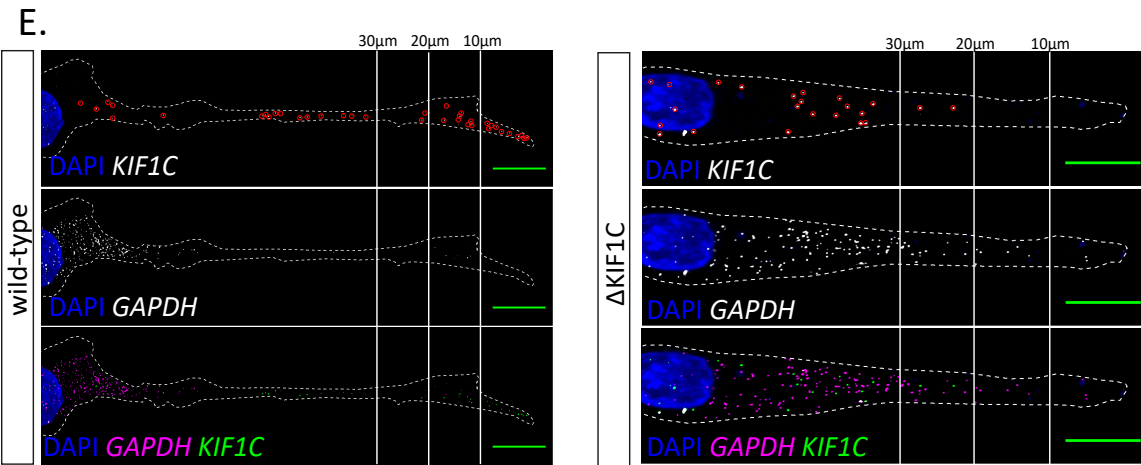 E.
30µm 20µm 10µm
wild-type
DAPI KIF1C
DAPI GAPDH
DAPI GAPDH KIF1C
30µm 20µm 10µm
ΔKIF1C
DAPI KIF1C
DAPI GAPDH
DAPI GAPDH KIF1C